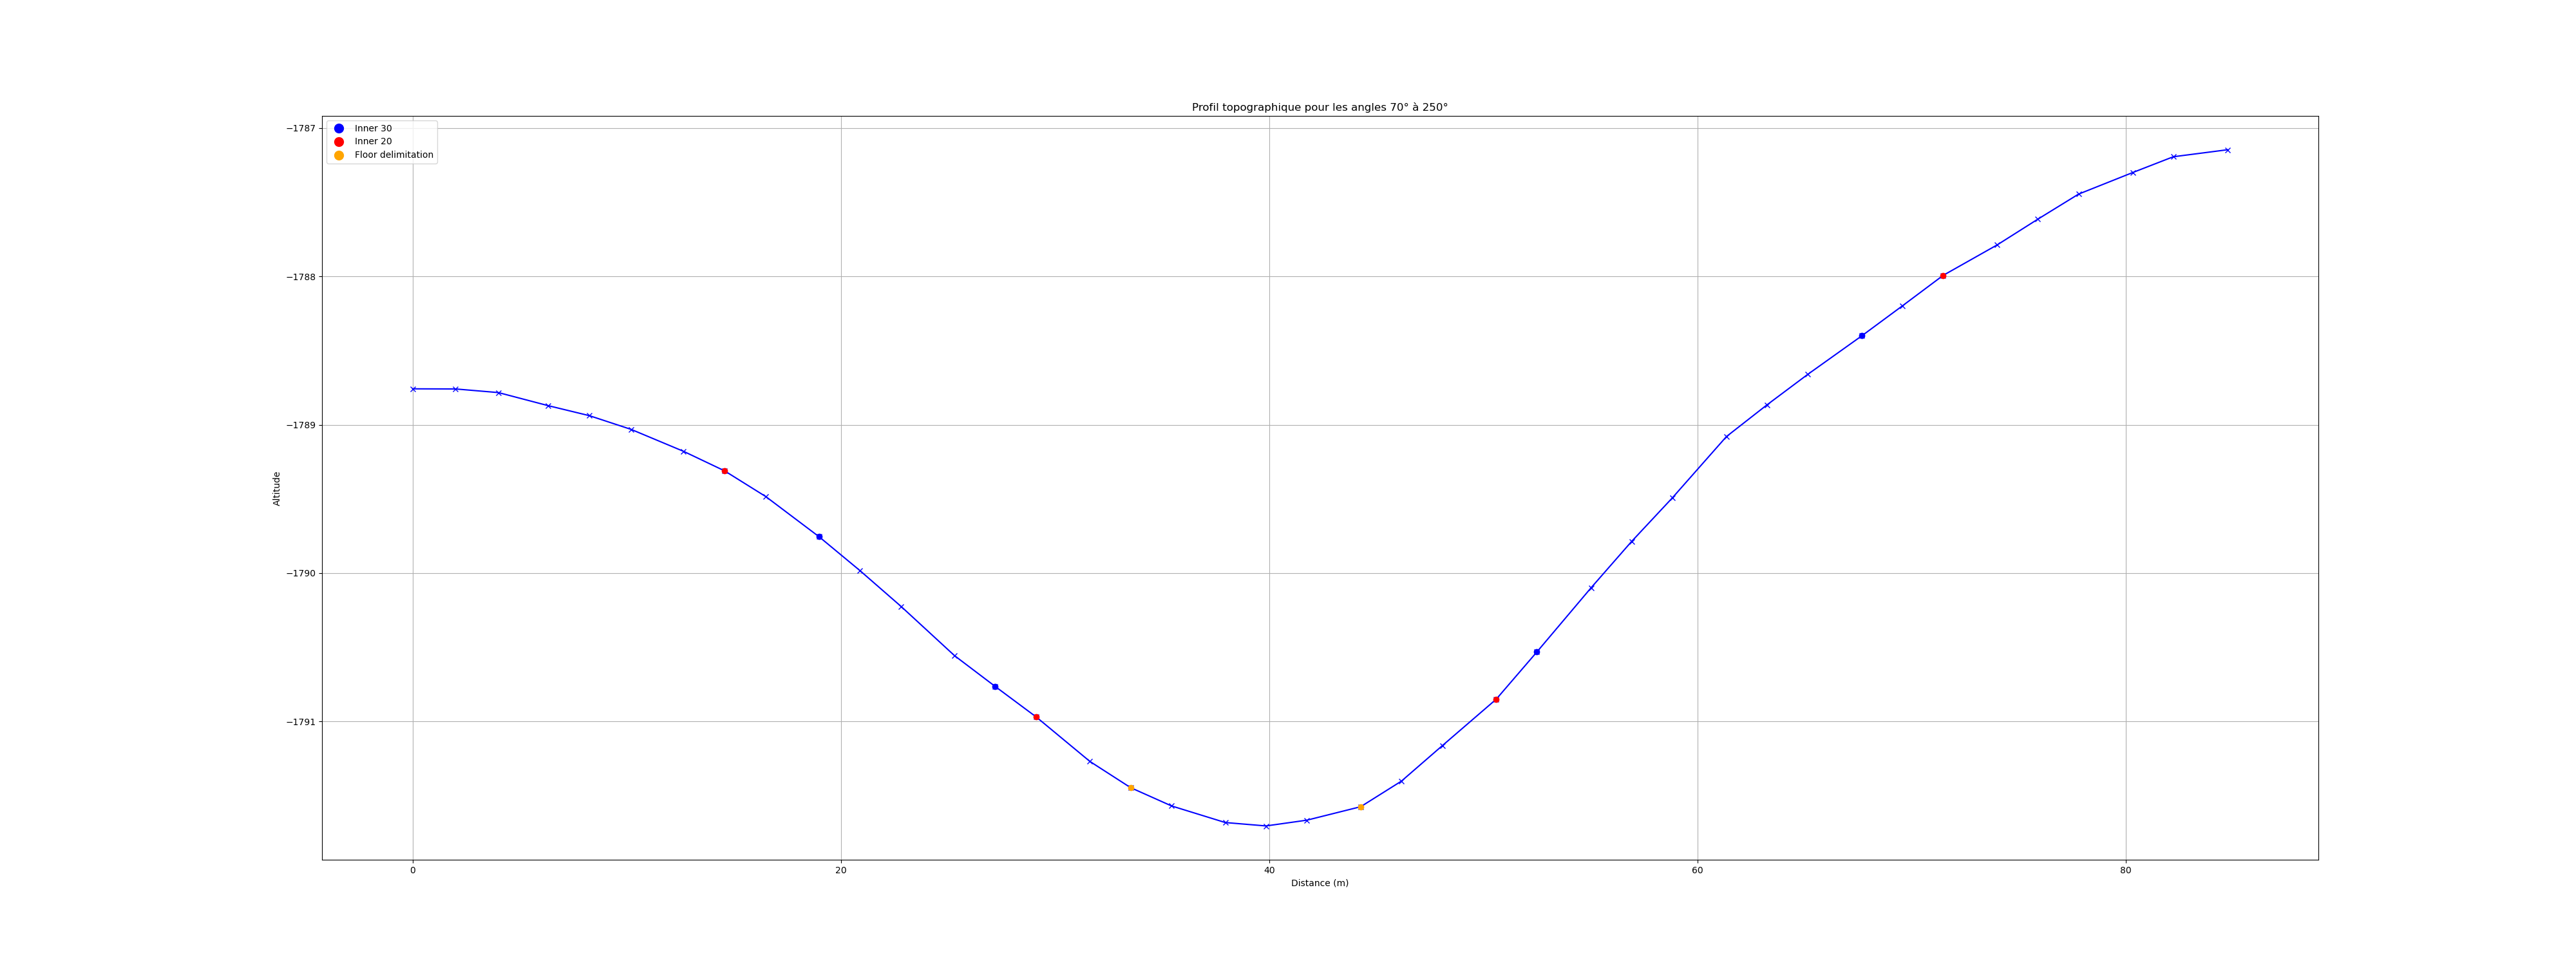 Profil topographique pour les angles 70° à 250°
Inner 30
Inner 20
Floor delimitation
−1787
−1788
−1789
−1790
−1791
Altitude
0 20 40 60 80
Distance (m)